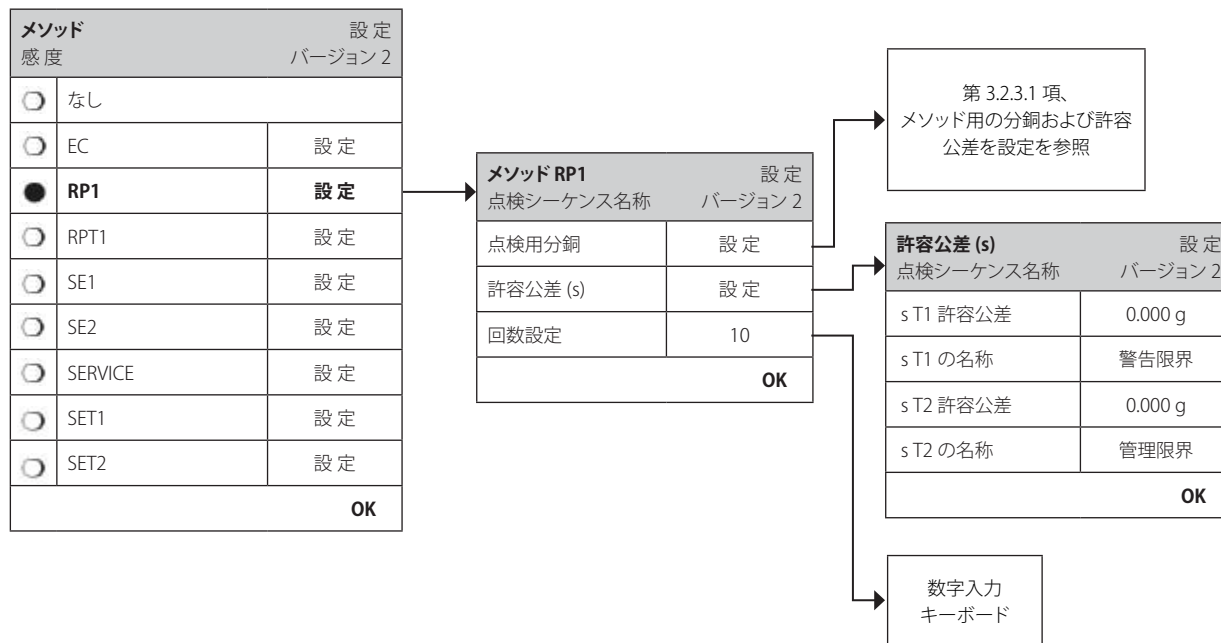 メソッド 設定
感度 バージョン 2
なし
EC 設定
RP1 設定
RPT1 設定
SE1 設定
SE2 設定
SERVICE 設定
SET1 設定
SET2 設定
OK
メソッド RP1 設定
点検シーケンス名称 バージョン 2
点検用分銅 設定
許容公差 (s) 設定
回数設定 10
OK
第 3.2.3.1 項、
メソッド用の分銅および許容
公差を設定を参照
許容公差 (s) 設定
点検シーケンス名称 バージョン 2
s T1 許容公差 0.000 g
s T1 の名称 警告限界
s T2 許容公差 0.000 g
s T2 の名称 管理限界
OK
数字入力
キーボード